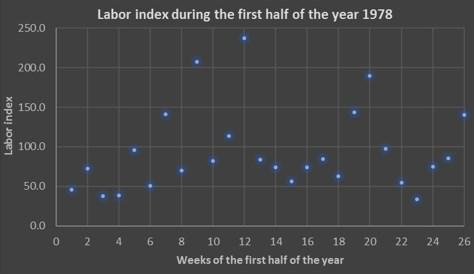 Labor index during the first half of the year 1978
250.0
200.0
150.0
100.0
50.0
0.0
Labor index
0 2 4 6 8 10 12 14 16 18 20 22 24 26
Weeks of the first half of the year